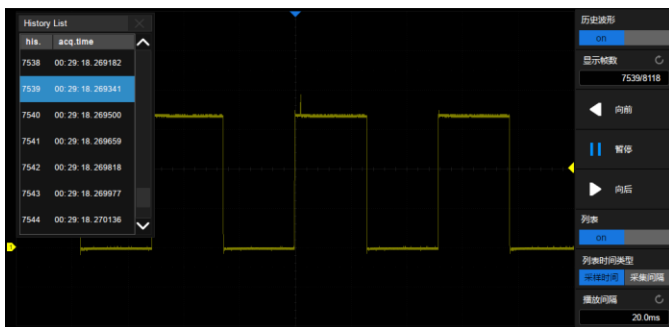 History List
his. acq.time
7538 00:29:18.269182
7539 00:29:18.269341
7540 00:29:18.269500
7541 00:29:18.269659
7542 00:29:18.269818
7543 00:29:18.269977
7544 00:29:18.270136
1
历史波形
on
显示帧数
7539/8118
向前
暂停
向后
列表
on
列表时间类型
采样时间 采集间隔
播放间隔
20.0ms